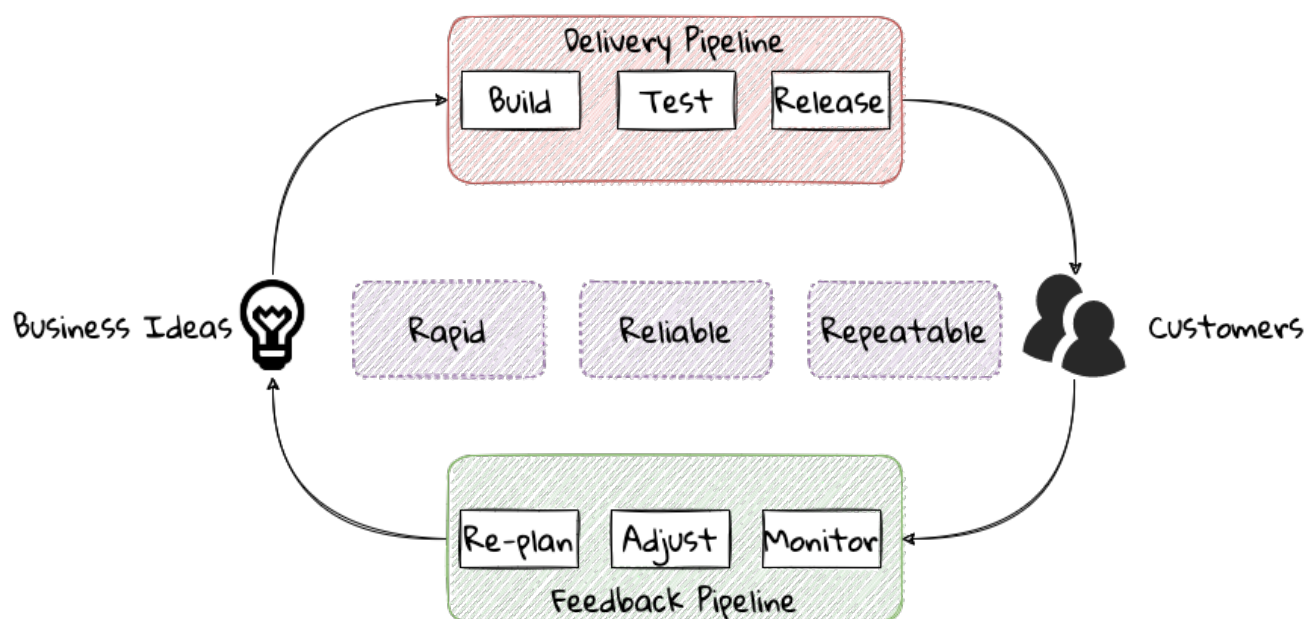 Delivery Pipeline
Build
Test
Release
Business Ideas
Rapid
Reliable
Repeatable
Customers
Re-plan
Adjust
Monitor
Feedback Pipeline